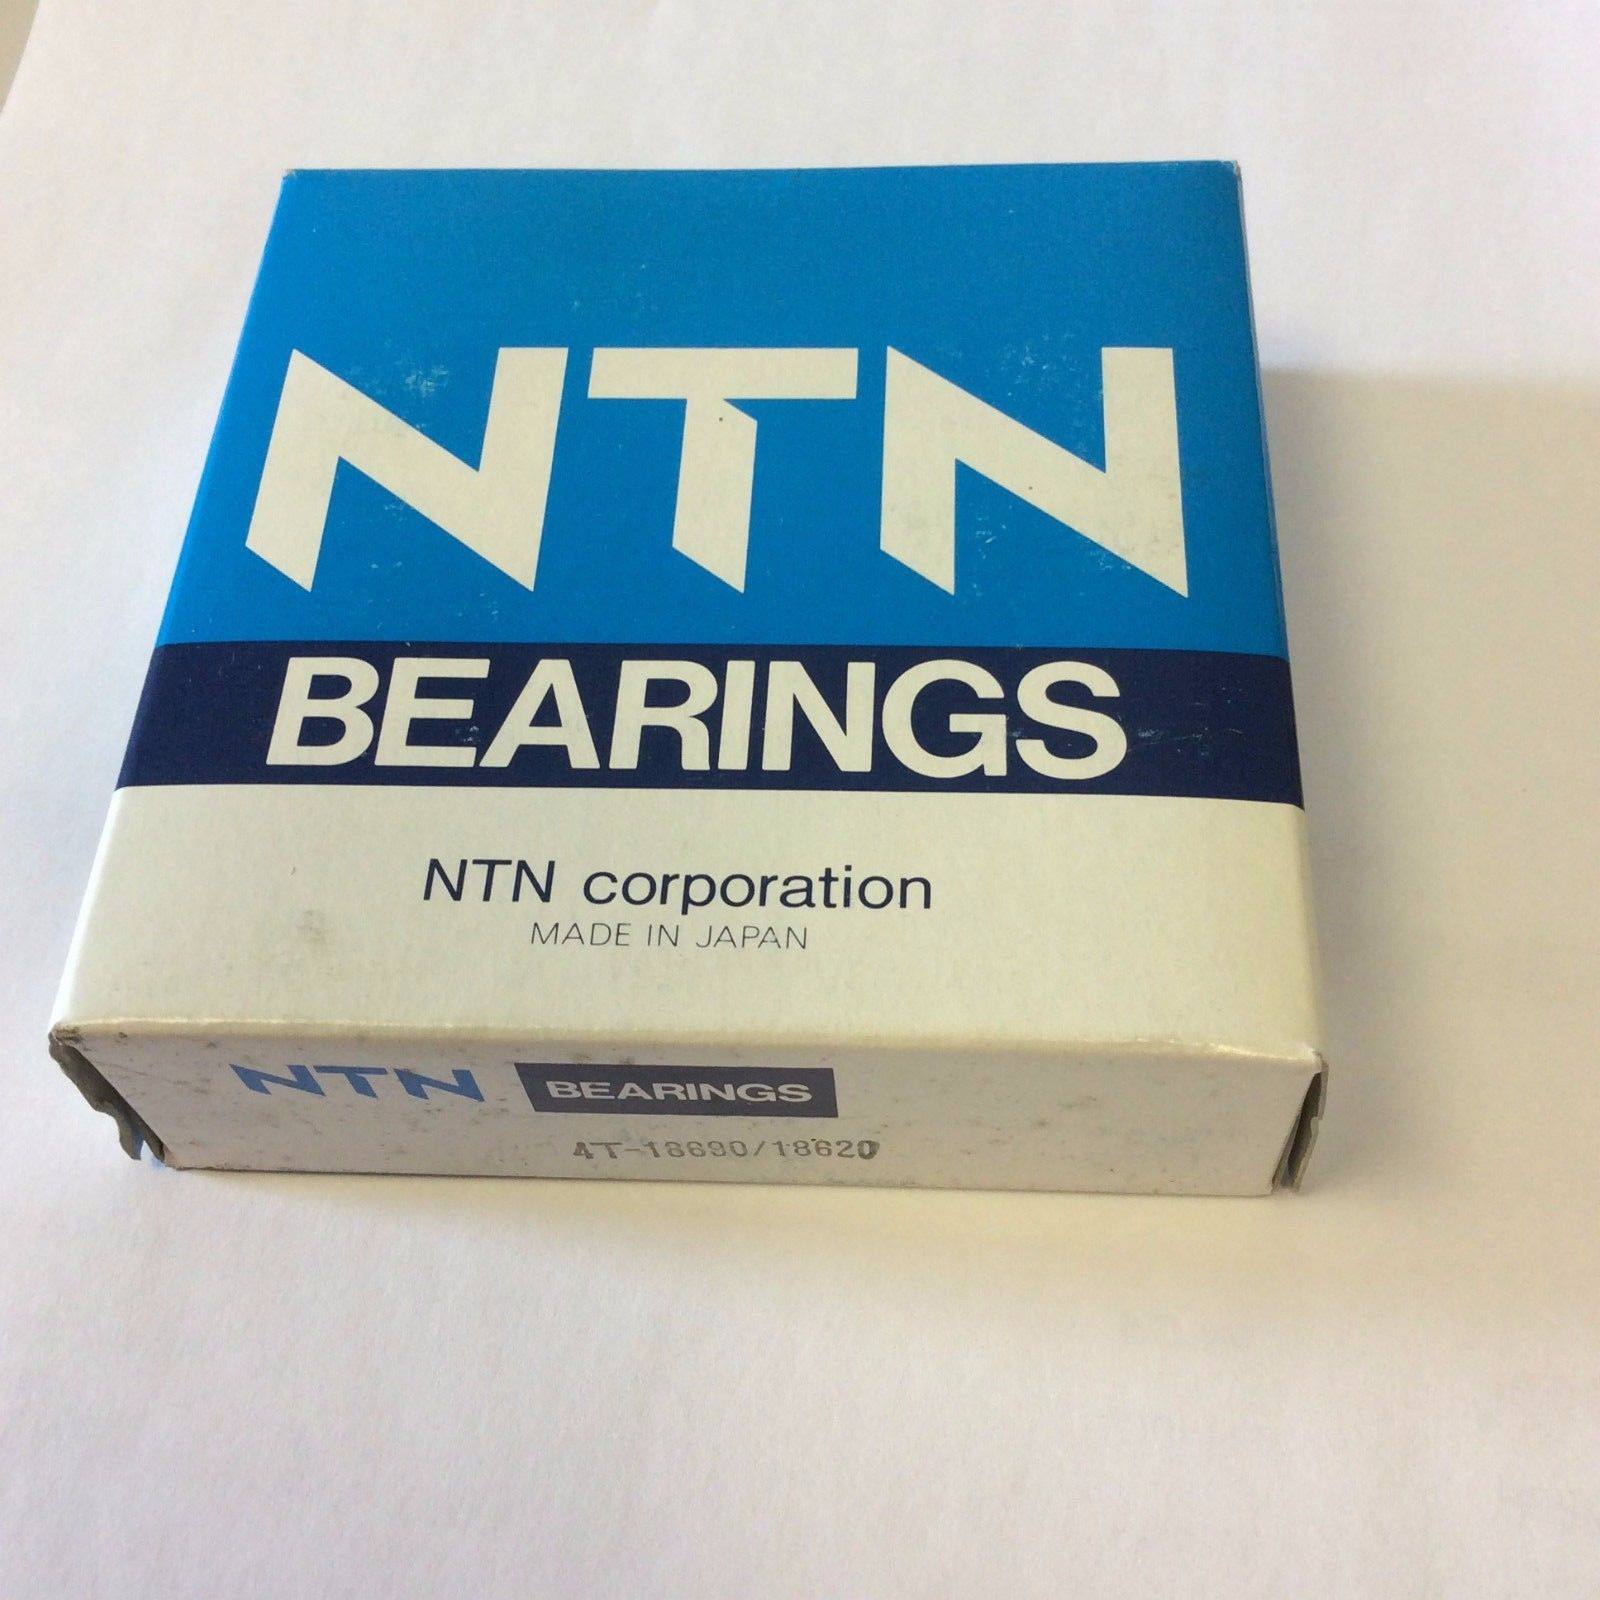 NTN
BEARINGS
NTN corporation
MADE IN JAPAN
NTN BEARINGS
4T-18690/18620